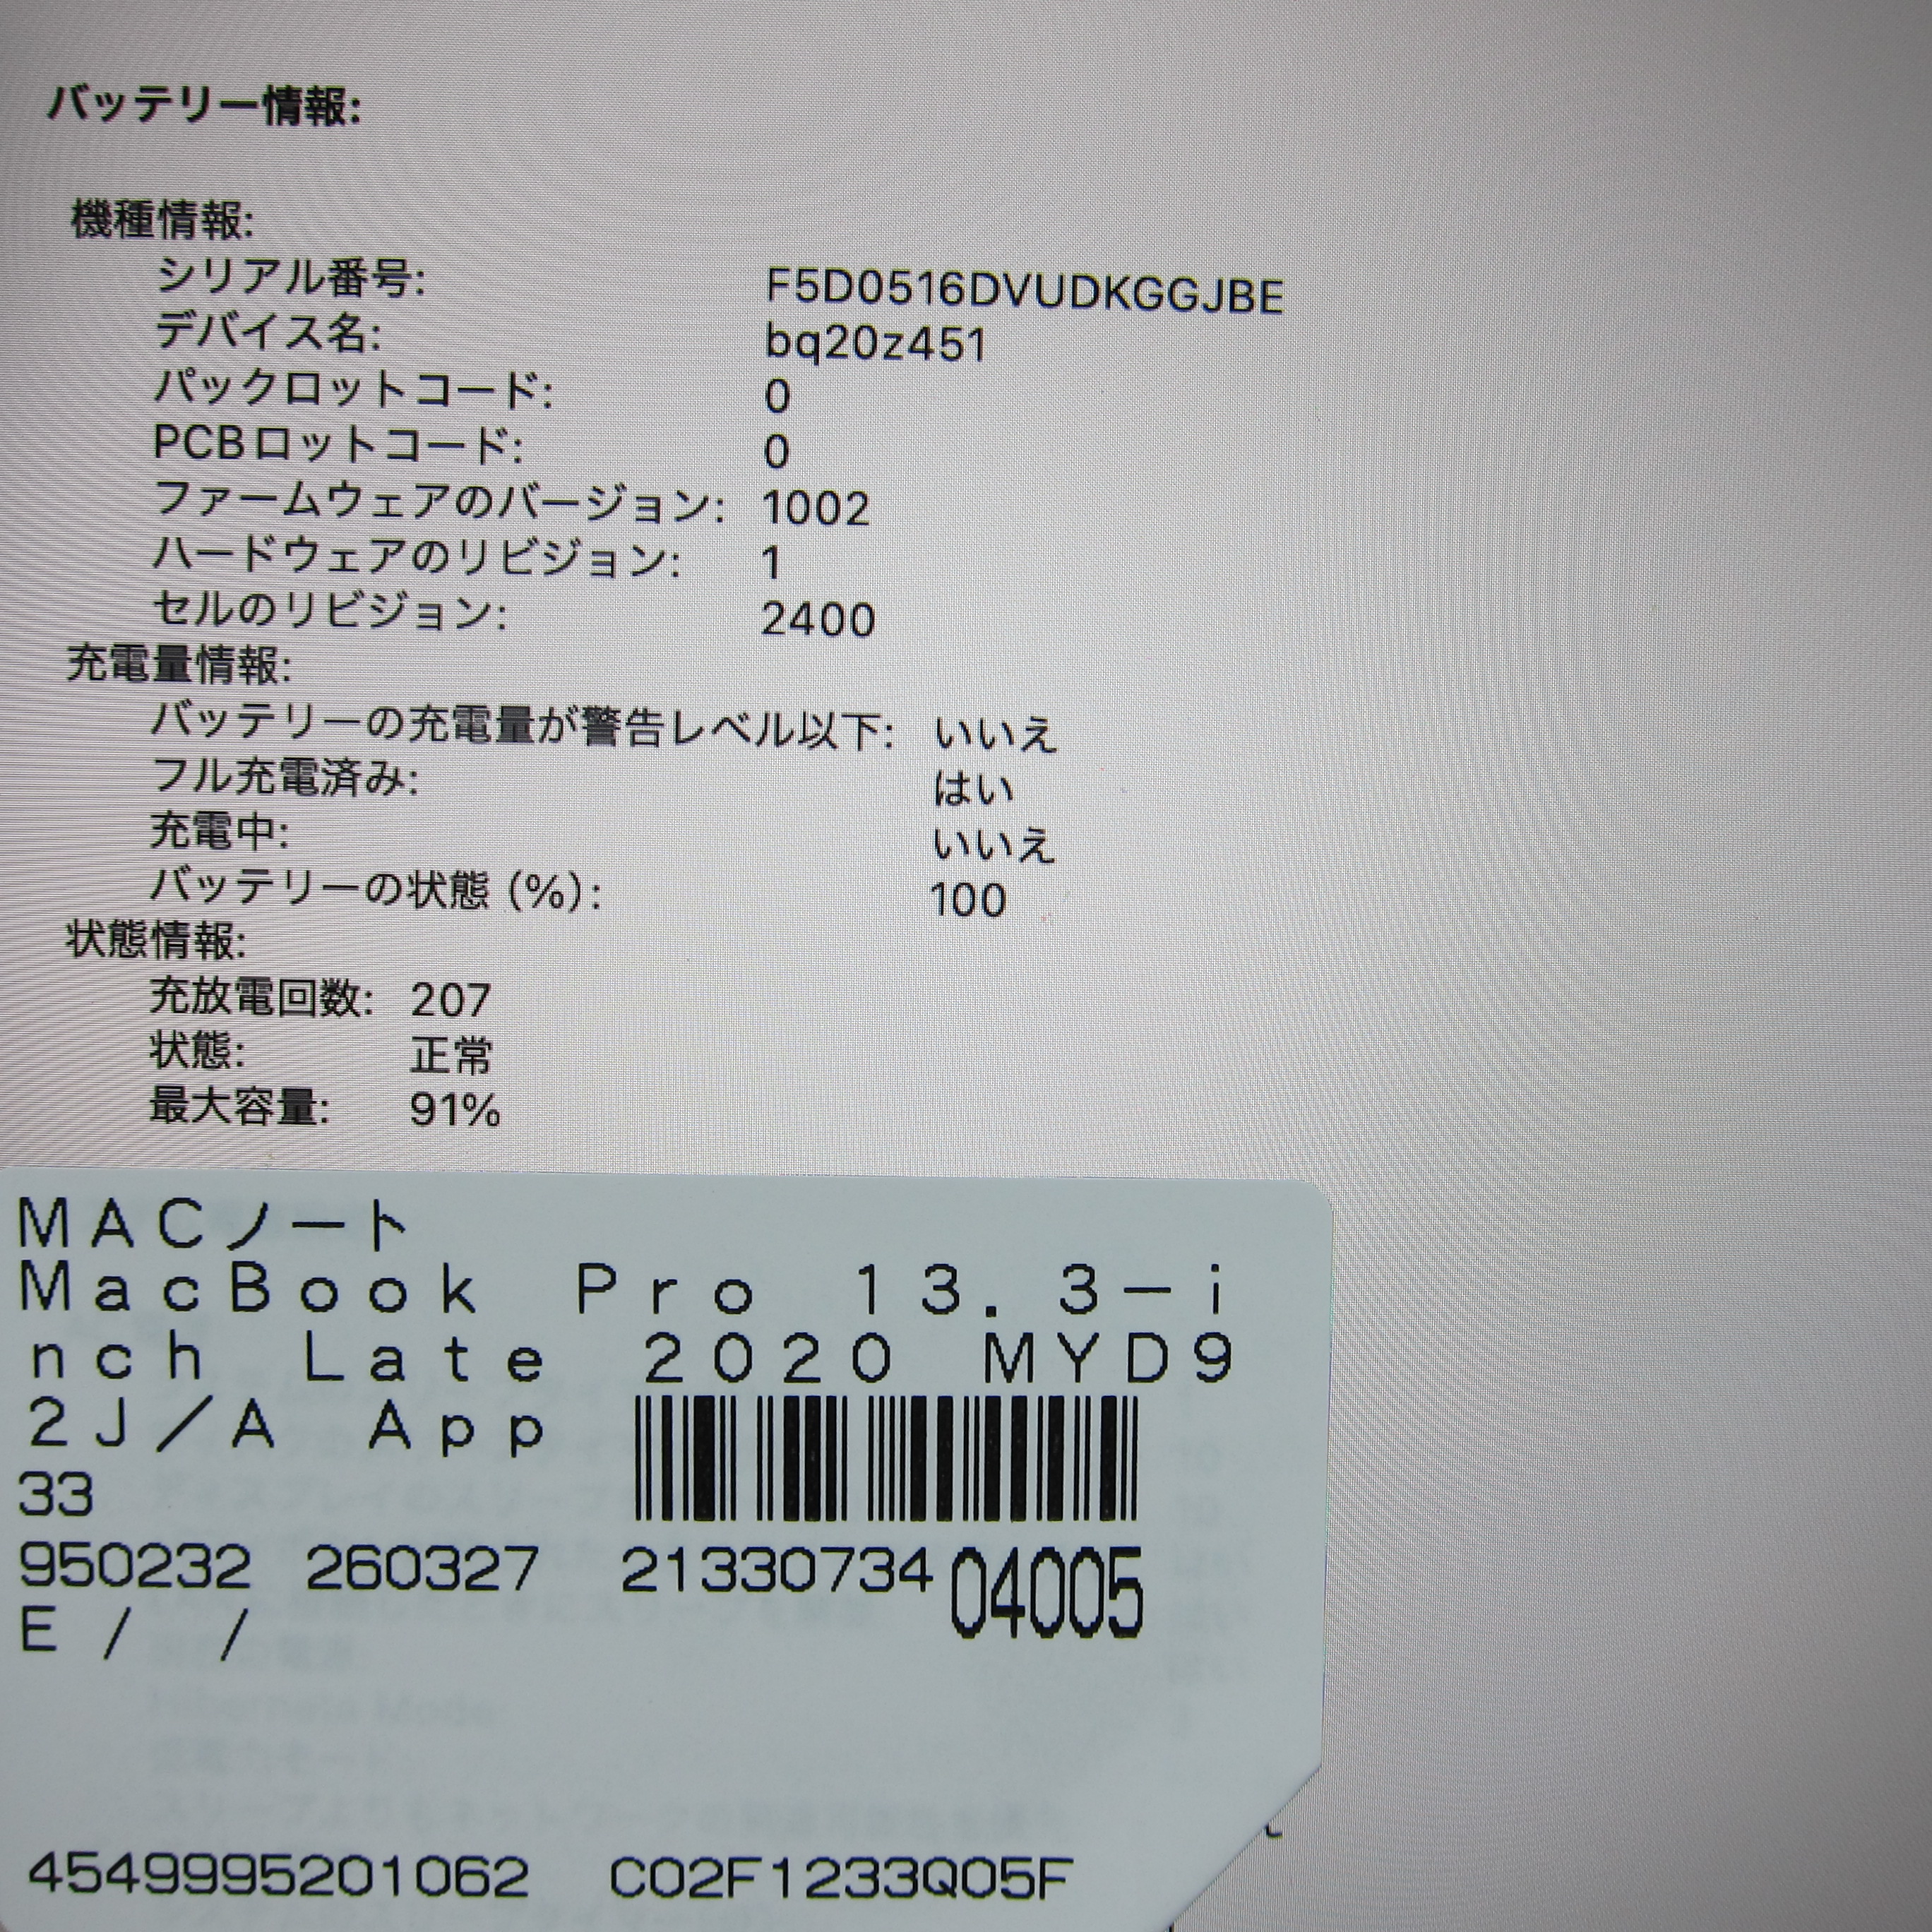 バッテリー情報:
機種情報:
シリアル番号: F5D0516DVUDKGGJBE
デバイス名: bq20z451
パックロットコード: 0
PCBロットコード: 0
ファームウェアのバージョン: 1002
ハードウェアのリビジョン: 1
セルのリビジョン: 2400
充電量情報:
バッテリーの充電量が警告レベル以下: いいえ
フル充電済み: はい
充電中: いいえ
バッテリーの状態 (%): 100
状態情報:
充放電回数: 207
状態: 正常
最大容量: 91%
MACノート
MacBook Pro 13.3-i
nch Late 2020 MYD9
2J/A App
33
950232 260327 21330734 04005
E / /
Hibernate Mode
4549995201062 C02F1233Q05F